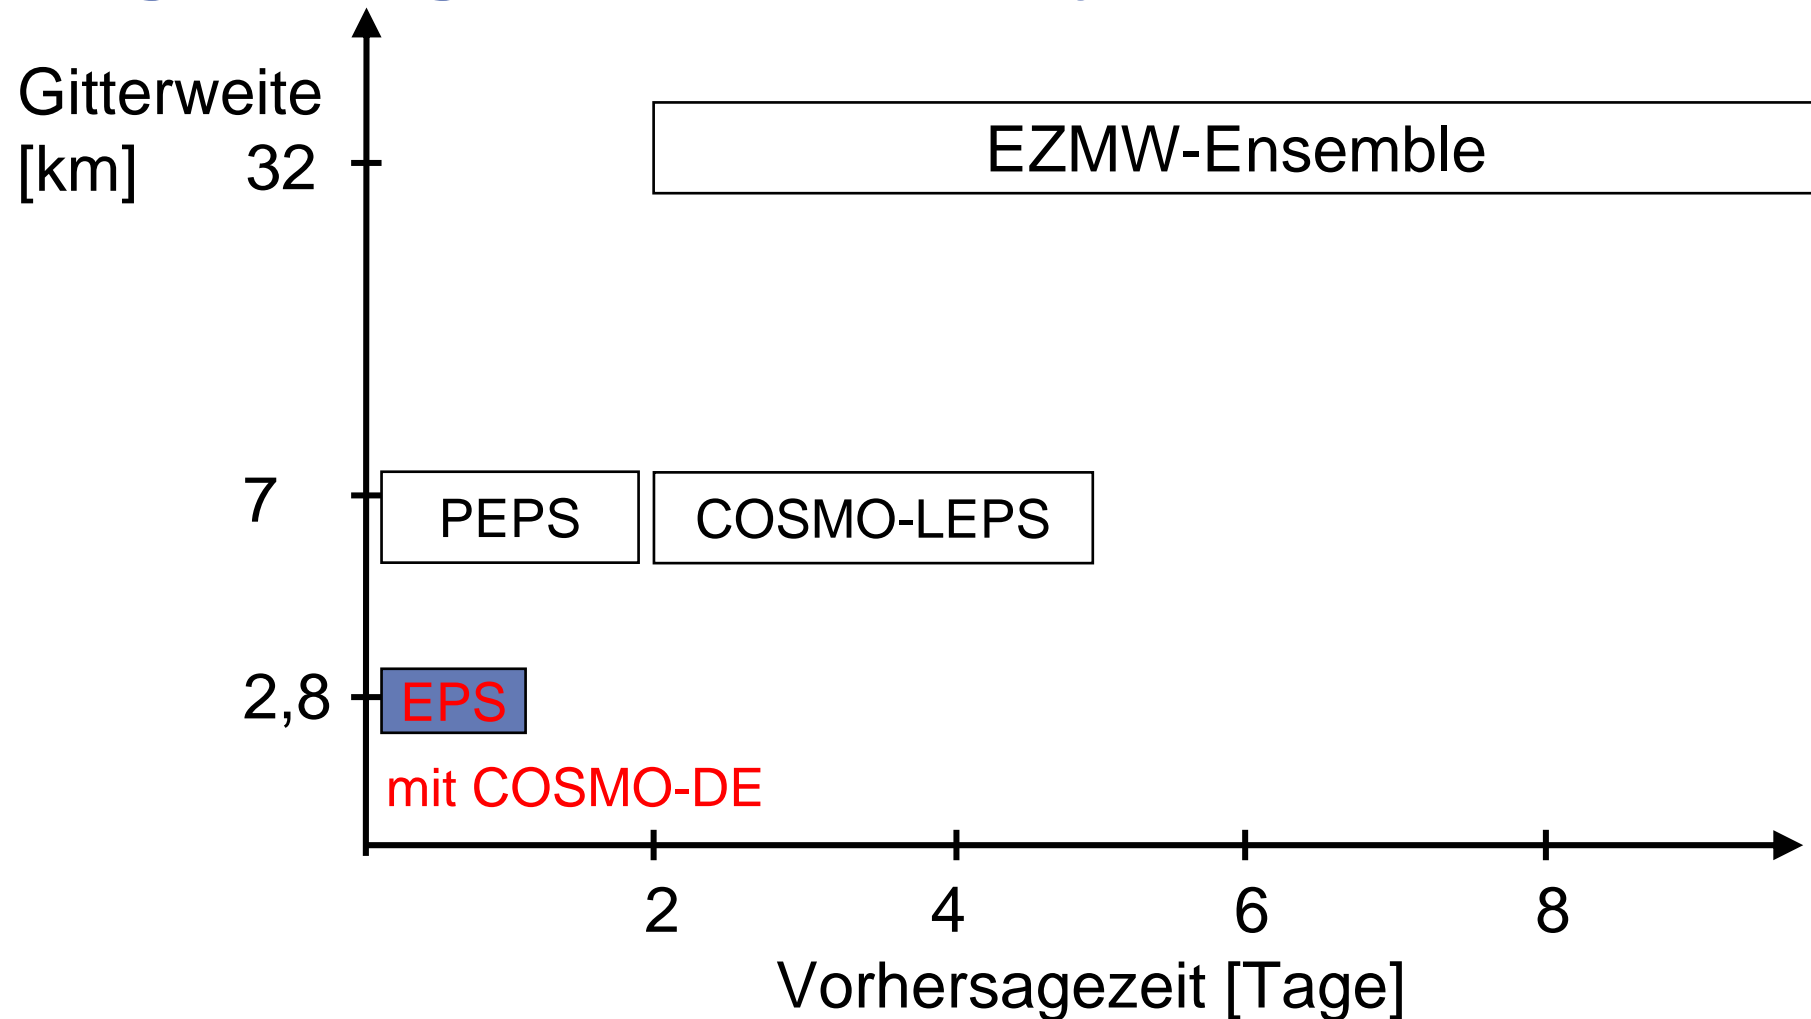 Gitterweite
[km]
32
EZMW-Ensemble
7
PEPS
COSMO-LEPS
2,8
EPS
mit COSMO-DE
2
4
6
8
Vorhersagezeit [Tage]